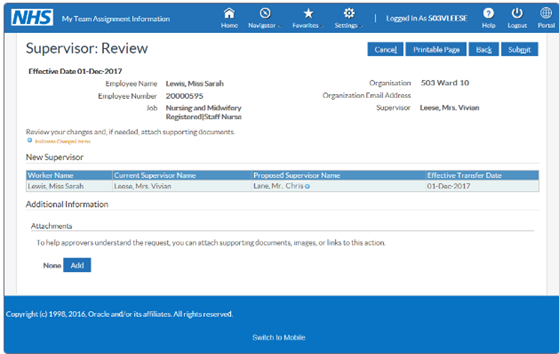 NHS My Team Assignment Information
Home Navigator Favorites Settings Logged In As 503VLEESE Help Logout Portal
Supervisor: Review
Cancel Printable Page Back Submit
Effective Date 01-Dec-2017
Employee Name Lewis, Miss Sarah Organisation 503 Ward 10
Employee Number 20000595 Organization Email Address
Job Nursing and Midwifery Supervisor Leese, Mrs. Vivian
Registered|Staff Nurse
Review your changes and, if needed, attach supporting documents.
Indicates Changed Items
New Supervisor
Worker Name Current Supervisor Name Proposed Supervisor Name Effective Transfer Date
Lewis, Miss Sarah Leese, Mrs. Vivian Lane, Mr. Chris 01-Dec-2017
Additional Information
Attachments
To help approvers understand the request, you can attach supporting documents, images, or links to this action.
None Add
Copyright (c) 1998, 2016, Oracle and/or its affiliates. All rights reserved.
Switch to Mobile